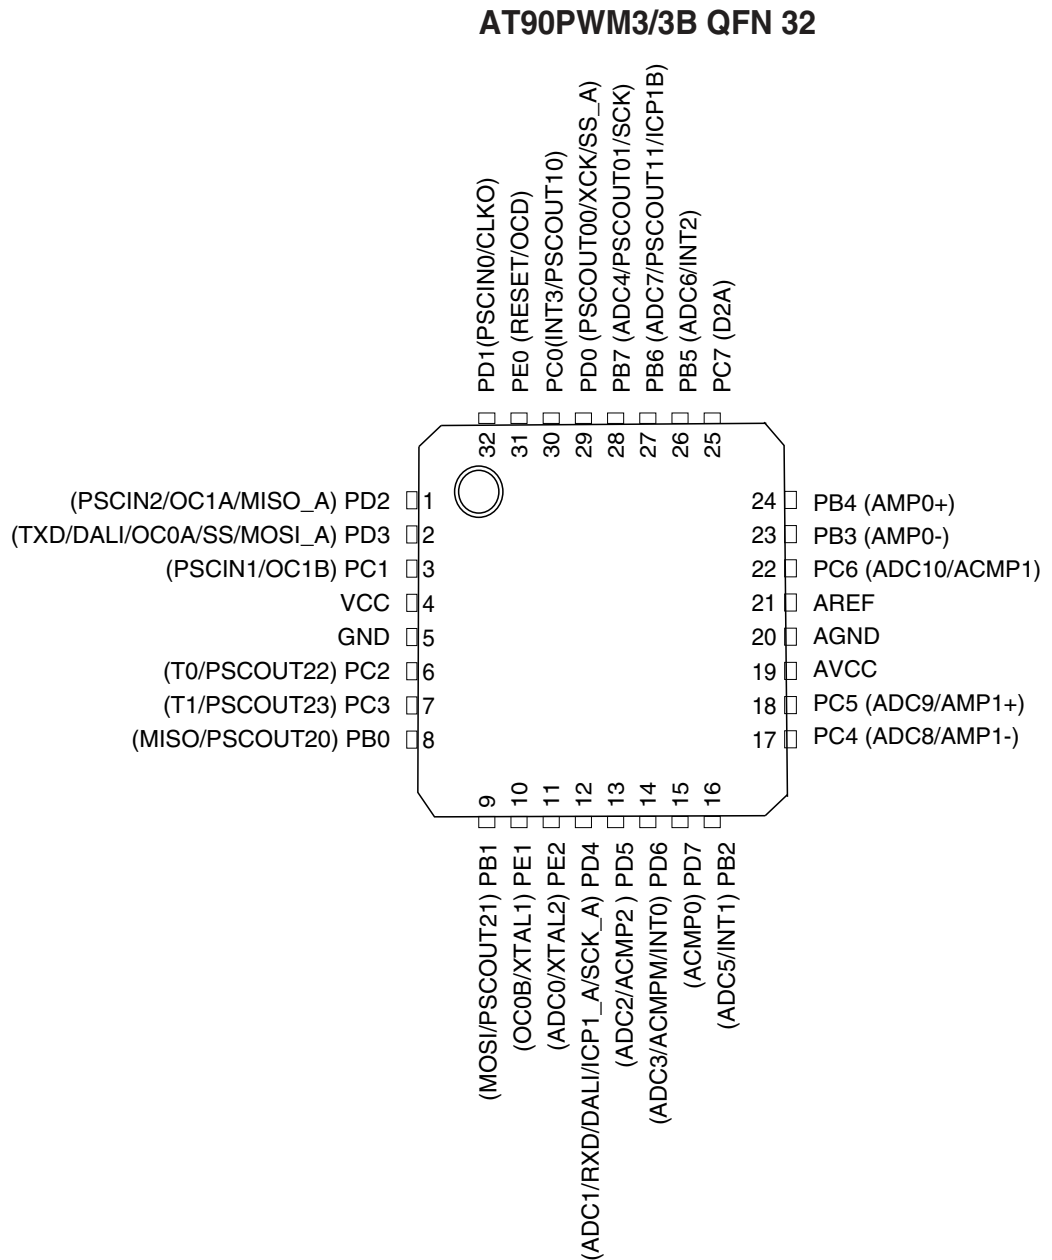 AT90PWM3/3B QFN 32
PD1(PSCIN0/CLKO)
PE0 (RESET/OCD)
PC0(INT3/PSCOUT10)
PD0 (PSCOUT00/XCK/SS_A)
PB7 (ADC4/PSCOUT01/SCK)
PB6 (ADC7/PSCOUT11/ICP1B)
PB5 (ADC6/INT2)
PC7 (D2A)
32
31
30
29
28
27
26
25
(PSCIN2/OC1A/MISO_A) PD2 1
(TXD/DALI/OC0A/SS/MOSI_A) PD3 2
(PSCIN1/OC1B) PC1 3
VCC 4
GND 5
(T0/PSCOUT22) PC2 6
(T1/PSCOUT23) PC3 7
(MISO/PSCOUT20) PB0 8
24 PB4 (AMP0+)
23 PB3 (AMP0-)
22 PC6 (ADC10/ACMP1)
21 AREF
20 AGND
19 AVCC
18 PC5 (ADC9/AMP1+)
17 PC4 (ADC8/AMP1-)
9
10
11
12
13
14
15
16
(MOSI/PSCOUT21) PB1
(OC0B/XTAL1) PE1
(ADC0/XTAL2) PE2
(ADC1/RXD/DALI/ICP1_A/SCK_A) PD4
(ADC2/ACMP2 ) PD5
(ADC3/ACMPM/INT0) PD6
(ACMP0) PD7
(ADC5/INT1) PB2